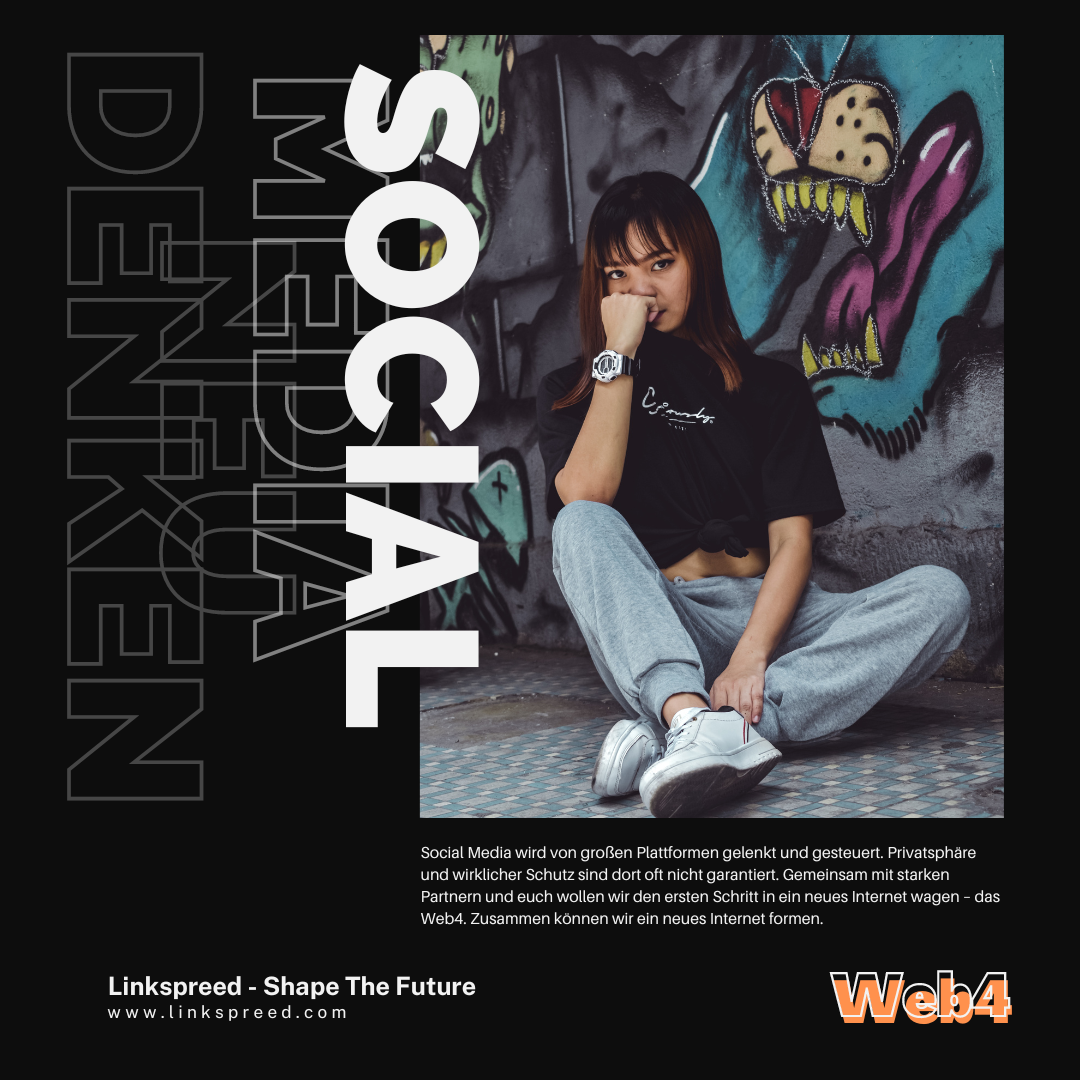 SOCIAL
MEDIA
NEU
DENKEN
Social Media wird von großen Plattformen gelenkt und gesteuert. Privatsphäre
und wirklicher Schutz sind dort oft nicht garantiert. Gemeinsam mit starken
Partnern und euch wollen wir den ersten Schritt in ein neues Internet wagen – das
Web4. Zusammen können wir ein neues Internet formen.
Linkspreed - Shape The Future
www.linkspreed.com
Web4